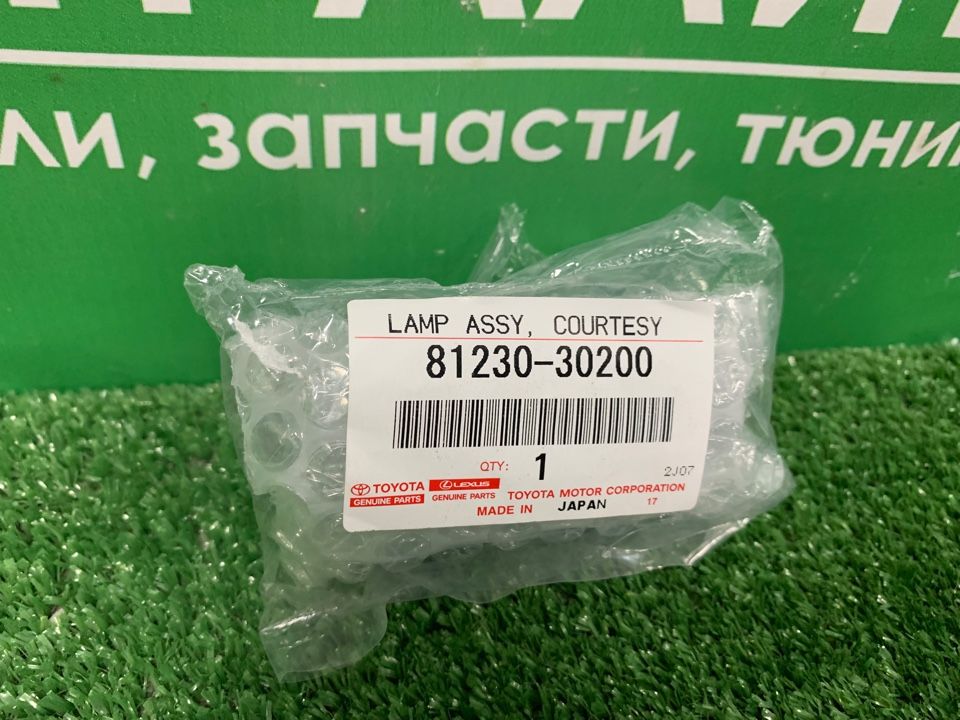 ли, запчасти, тюни
LAMP ASSY, COURTESY
81230-30200
QTY: 1
2J07
TOYOTA LEXUS TOYOTA MOTOR CORPORATION
GENUINE PARTS GENUINE PARTS MADE IN JAPAN 17